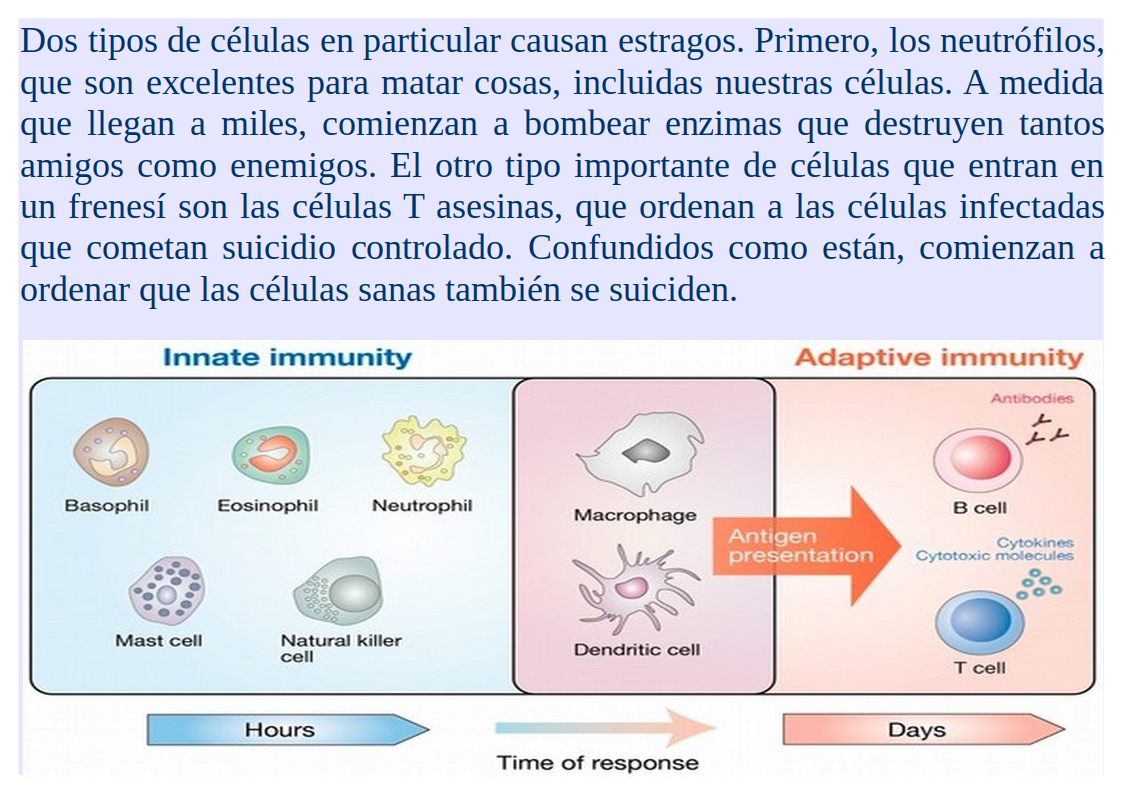 Dos tipos de células en particular causan estragos. Primero, los neutrófilos,
que son excelentes para matar cosas, incluidas nuestras células. A medida
que llegan a miles, comienzan a bombear enzimas que destruyen tantos
amigos como enemigos. El otro tipo importante de células que entran en
un frenesí son las células T asesinas, que ordenan a las células infectadas
que cometan suicidio controlado. Confundidos como están, comienzan a
ordenar que las células sanas también se suiciden.
Innate immunity
Adaptive immunity
Basophil
Eosinophil
Neutrophil
Mast cell
Natural killer
cell
Macrophage
Dendritic cell
Antigen
presentation
Antibodies
B cell
Cytokines
Cytotoxic molecules
T cell
Hours
Time of response
Days